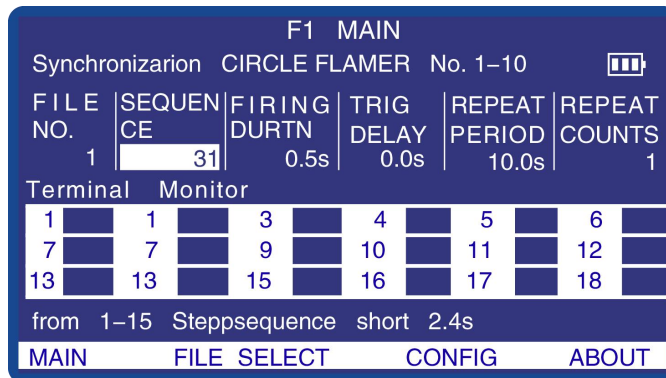 F1 MAIN
Synchronizarion CIRCLE FLAMER No. 1–10
FILE NO. 1 SEQUENCE 31 FIRING DURTN 0.5s TRIG DELAY 0.0s REPEAT PERIOD 10.0s REPEAT COUNTS 1
Terminal Monitor
1 1 3 4 5 6
7 7 9 10 11 12
13 13 15 16 17 18
from 1–15 Steppsequence short 2.4s
MAIN FILE SELECT CONFIG ABOUT